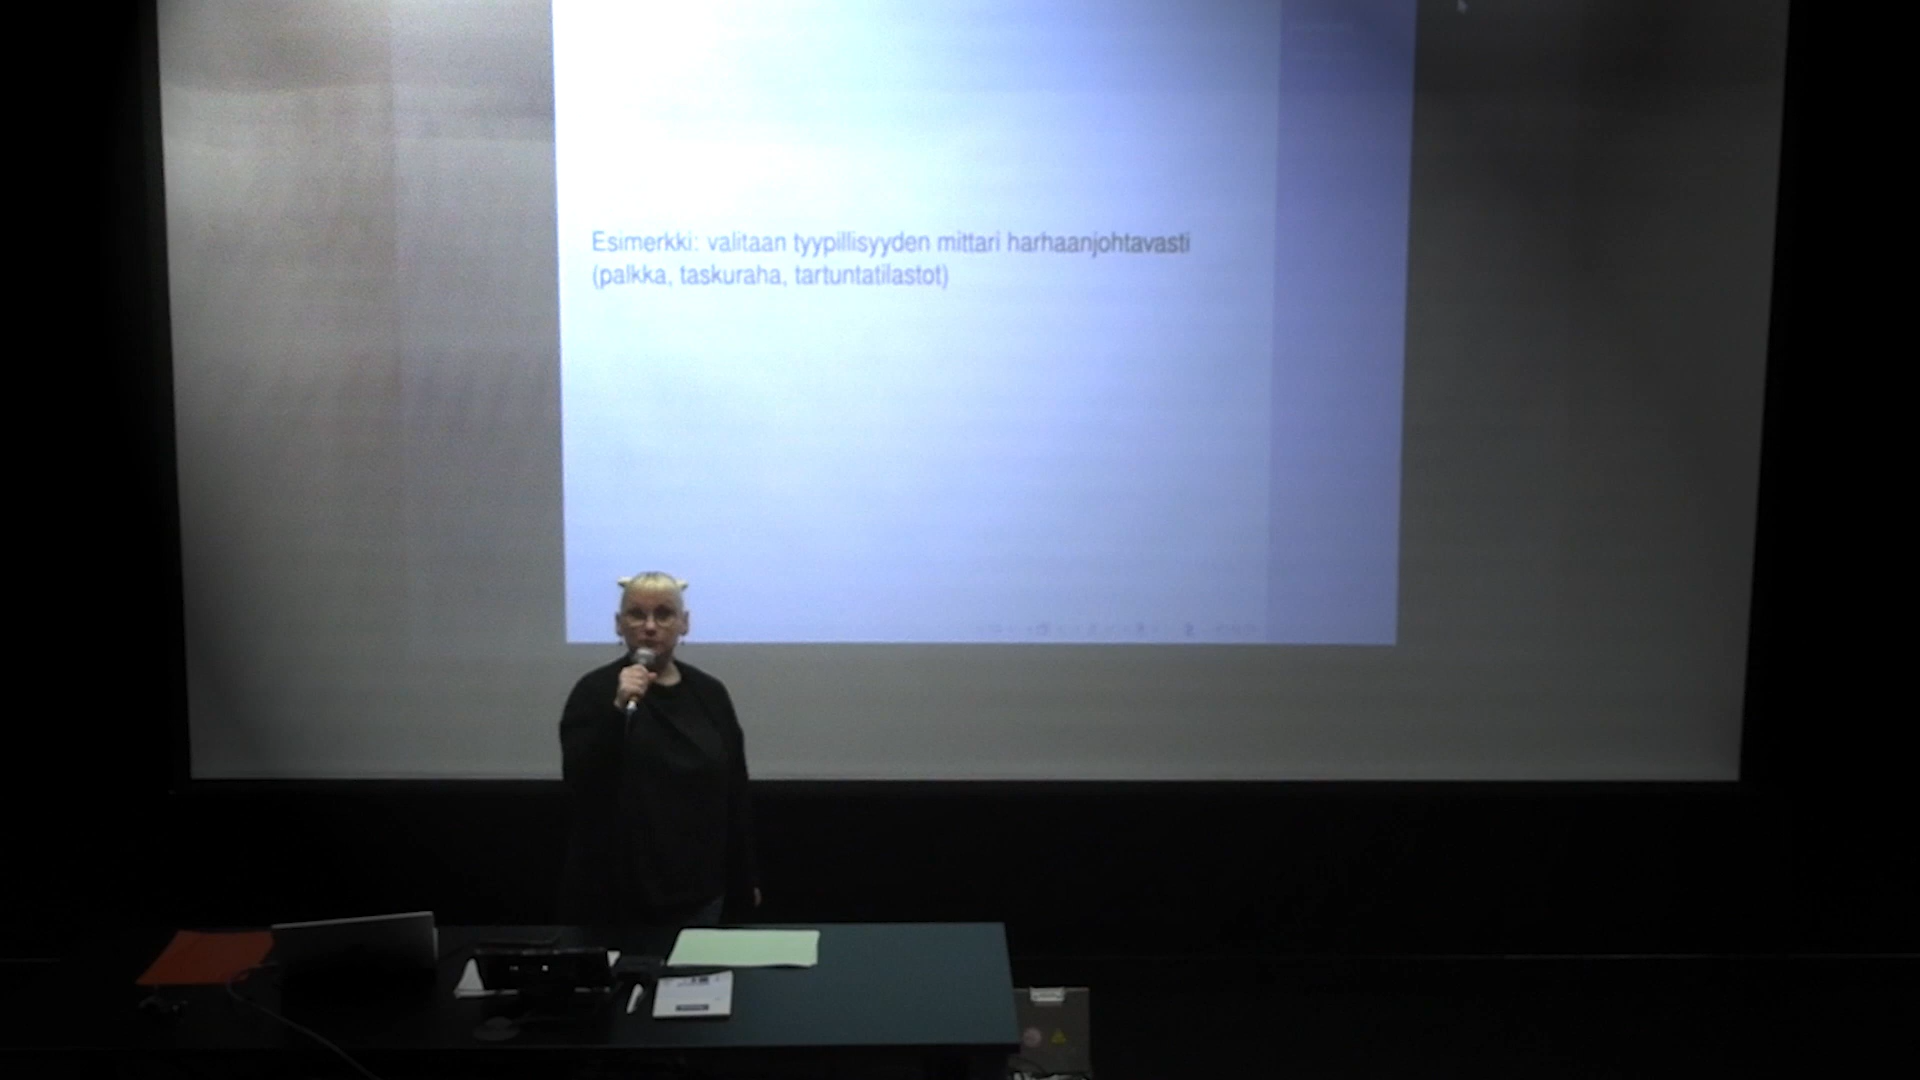 Esimerkki: valitaan tyypillisyyden mittari harhaanjohtavasti
(palkka, taskuraha, tartuntatilastot)